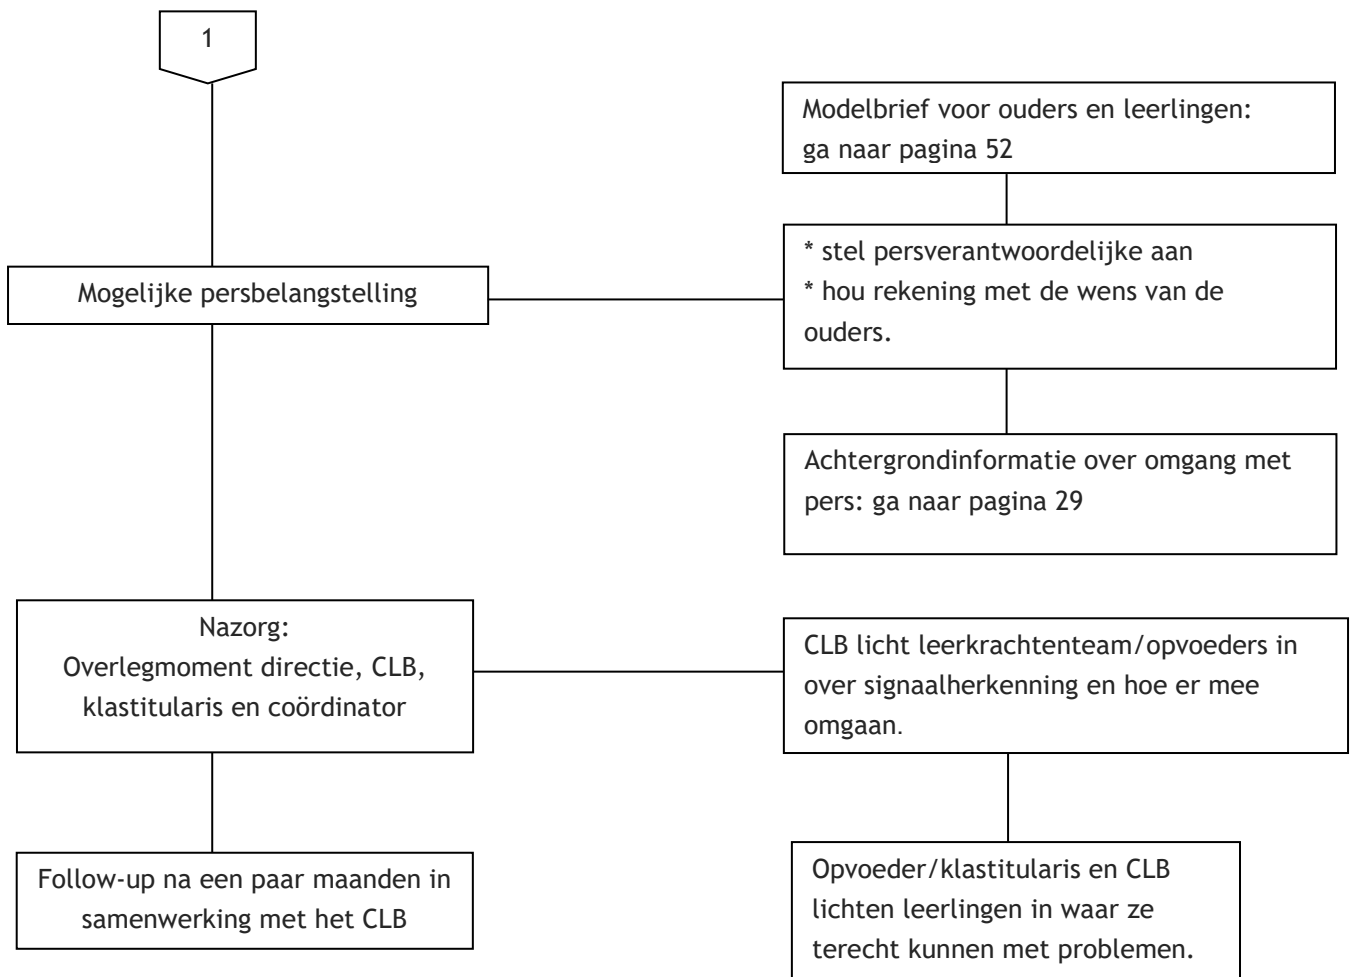 1
Modelbrief voor ouders en leerlingen:
ga naar pagina 52
* stel persverantwoordelijke aan
* hou rekening met de wens van de
ouders.
Mogelijke persbelangstelling
Achtergrondinformatie over omgang met
pers: ga naar pagina 29
Nazorg:
Overlegmoment directie, CLB,
klastitularis en coördinator
CLB licht leerkrachtenteam/opvoeders in
over signaalherkenning en hoe er mee
omgaan.
Follow-up na een paar maanden in
samenwerking met het CLB
Opvoeder/klastitularis en CLB
lichten leerlingen in waar ze
terecht kunnen met problemen.